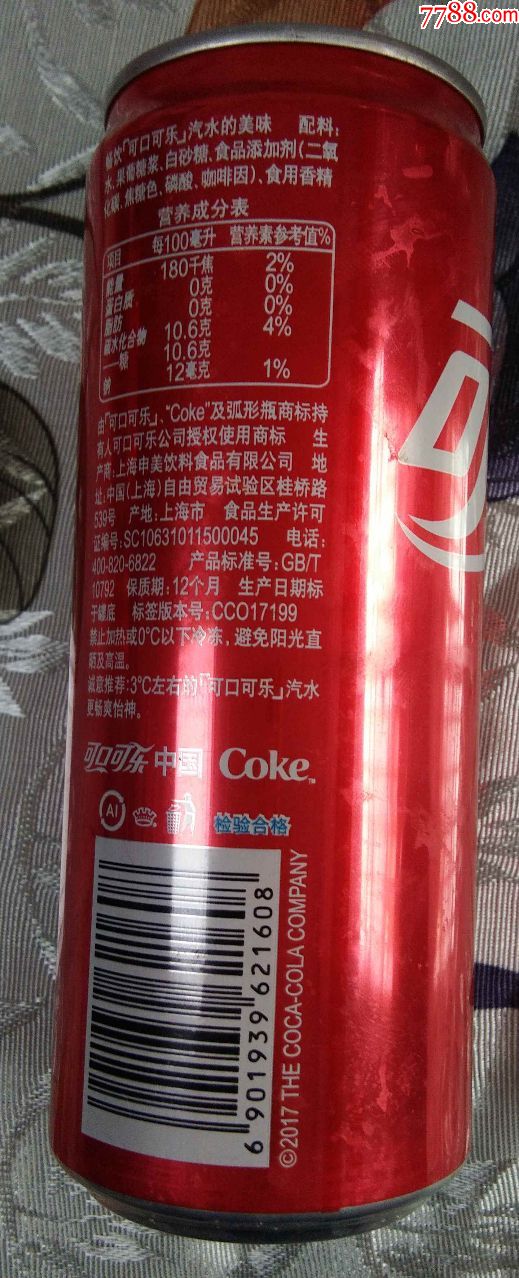 7788.com
畅饮「可口可乐」汽水的美味 配料:
水、果葡糖浆、白砂糖、食品添加剂(二氧
化碳、焦糖色、磷酸、咖啡因)、食用香精
营养成分表
项目 每100毫升 营养素参考值%
能量 180千焦 2%
蛋白质 0克 0%
脂肪 0克 0%
碳水化合物 10.6克 4%
—糖 10.6克
钠 12毫克 1%
由「可口可乐」、"Coke"及弧形瓶商标持
有人可口可乐公司授权使用商标 生
产商:上海申美饮料食品有限公司 地
址:中国(上海)自由贸易试验区桂桥路
539号 产地:上海市 食品生产许可
证编号:SC10631011500045 电话:
400-820-6822 产品标准号:GB/T
10792 保质期:12个月 生产日期标
于罐底 标签版本号:CCO17199
禁止加热或0°C以下冷冻,避免阳光直
晒及高温。
诚意推荐:3°C左右的「可口可乐」汽水
更畅爽怡神。
可口可乐中国 Coke™
Al
检验合格
6 901939 621608
©2017 THE COCA-COLA COMPANY
可